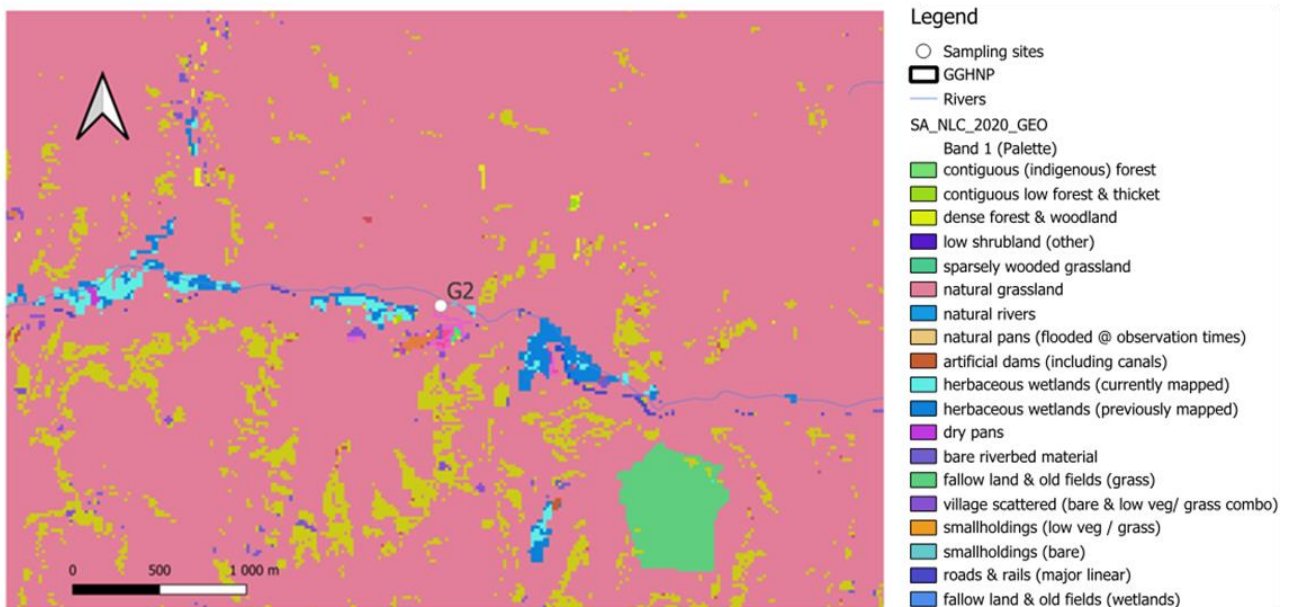 G2
0 500 1 000 m
Legend
Sampling sites
GGHNP
Rivers
SA_NLC_2020_GEO
Band 1 (Palette)
contiguous (indigenous) forest
contiguous low forest & thicket
dense forest & woodland
low shrubland (other)
sparsely wooded grassland
natural grassland
natural rivers
natural pans (flooded @ observation times)
artificial dams (including canals)
herbaceous wetlands (currently mapped)
herbaceous wetlands (previously mapped)
dry pans
bare riverbed material
fallow land & old fields (grass)
village scattered (bare & low veg/ grass combo)
smallholdings (low veg / grass)
smallholdings (bare)
roads & rails (major linear)
fallow land & old fields (wetlands)